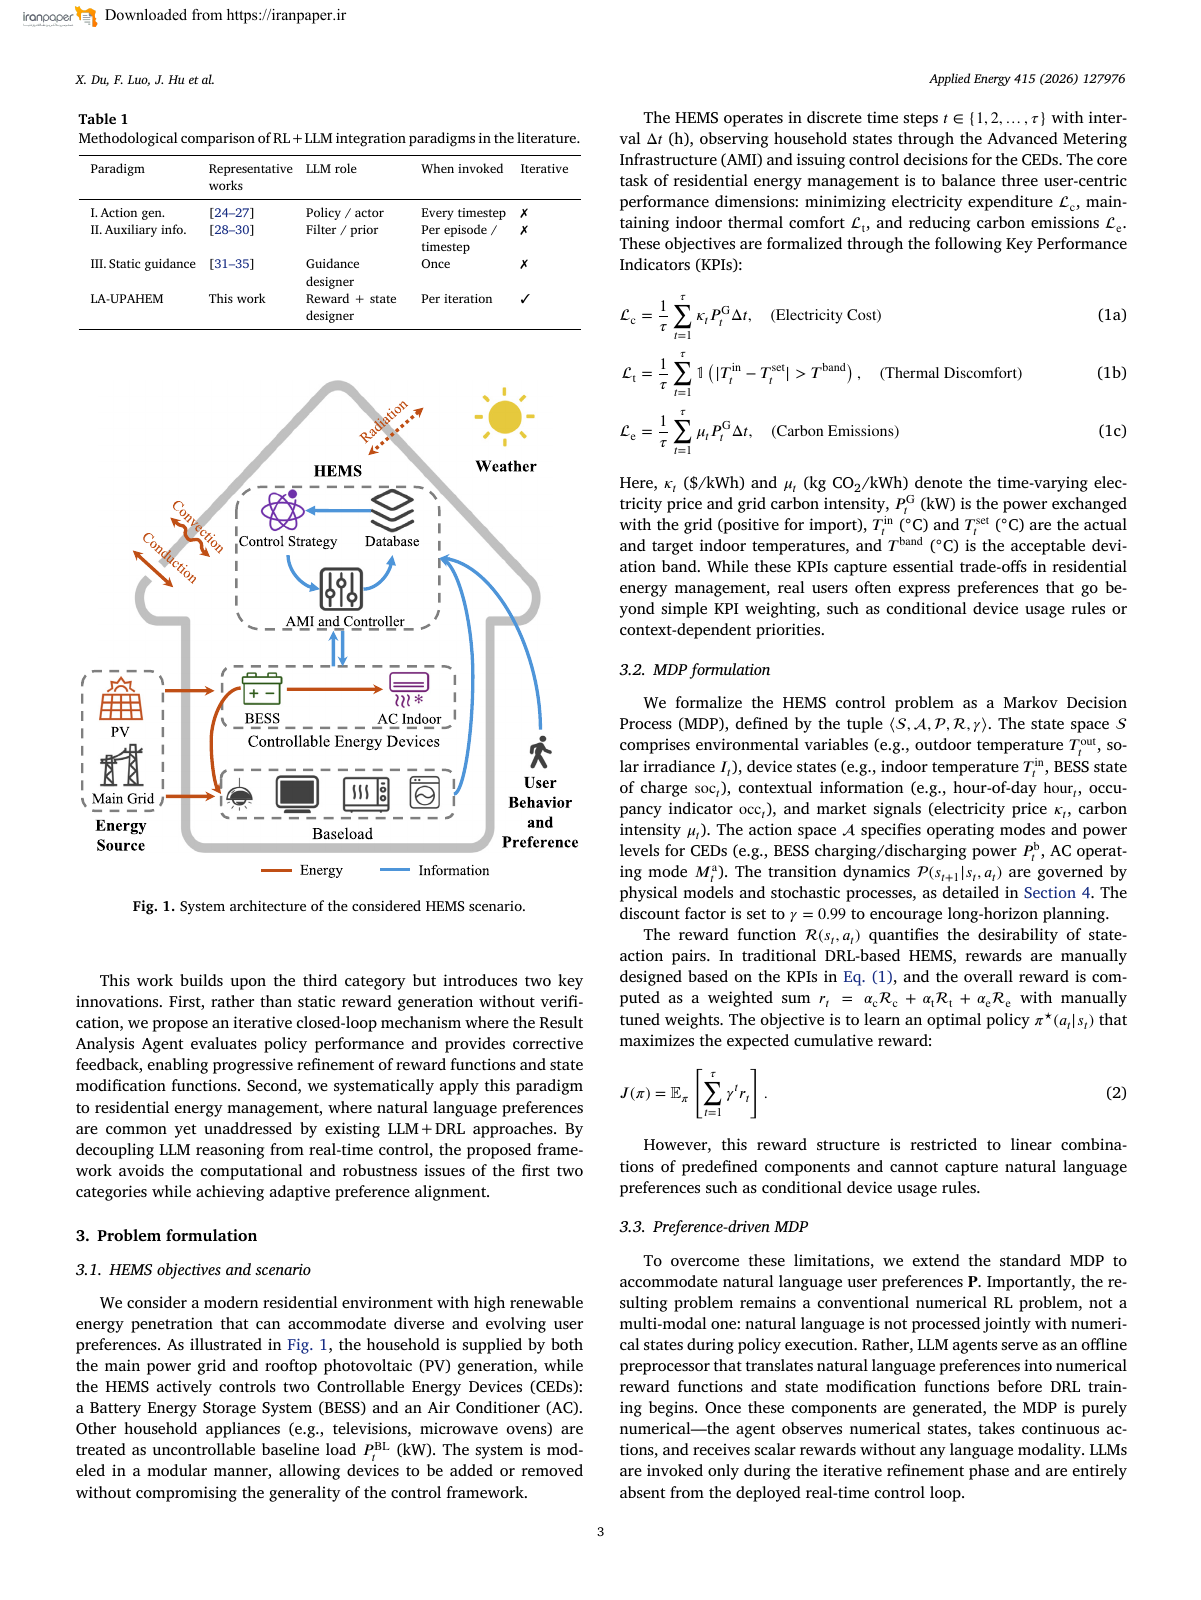 iranpaper Downloaded from https://iranpaper.ir
X. Du, F. Luo, J. Hu et al.
Applied Energy 415 (2026) 127976
Table 1
Methodological comparison of RL + LLM integration paradigms in the literature.
Paradigm Representative works LLM role When invoked Iterative
I. Action gen. [24–27] Policy / actor Every timestep ✗
II. Auxiliary info. [28–30] Filter / prior Per episode / timestep ✗
III. Static guidance [31–35] Guidance designer Once ✗
LA-UPAHEM This work Reward + state designer Per iteration ✓
Radiation
Weather
HEMS
Convection
Conduction
Control Strategy
Database
AMI and Controller
PV
Main Grid
Energy
Source
BESS
AC Indoor
Controllable Energy Devices
Baseload
User
Behavior
and
Preference
Energy
Information
Fig. 1. System architecture of the considered HEMS scenario.
This work builds upon the third category but introduces two key
innovations. First, rather than static reward generation without verifi-
cation, we propose an iterative closed-loop mechanism where the Result
Analysis Agent evaluates policy performance and provides corrective
feedback, enabling progressive refinement of reward functions and state
modification functions. Second, we systematically apply this paradigm
to residential energy management, where natural language preferences
are common yet unaddressed by existing LLM + DRL approaches. By
decoupling LLM reasoning from real-time control, the proposed frame-
work avoids the computational and robustness issues of the first two
categories while achieving adaptive preference alignment.
3. Problem formulation
3.1. HEMS objectives and scenario
We consider a modern residential environment with high renewable
energy penetration that can accommodate diverse and evolving user
preferences. As illustrated in Fig. 1, the household is supplied by both
the main power grid and rooftop photovoltaic (PV) generation, while
the HEMS actively controls two Controllable Energy Devices (CEDs):
a Battery Energy Storage System (BESS) and an Air Conditioner (AC).
Other household appliances (e.g., televisions, microwave ovens) are
treated as uncontrollable baseline load P_t^BL (kW). The system is mod-
eled in a modular manner, allowing devices to be added or removed
without compromising the generality of the control framework.
The HEMS operates in discrete time steps t ∈ {1, 2, … , τ} with inter-
val Δt (h), observing household states through the Advanced Metering
Infrastructure (AMI) and issuing control decisions for the CEDs. The core
task of residential energy management is to balance three user-centric
performance dimensions: minimizing electricity expenditure ℒ_c, main-
taining indoor thermal comfort ℒ_t, and reducing carbon emissions ℒ_e.
These objectives are formalized through the following Key Performance
Indicators (KPIs):
ℒ_c = 1/τ ∑_{t=1}^{τ} κ_t P_t^G Δt, (Electricity Cost) (1a)
ℒ_t = 1/τ ∑_{t=1}^{τ} 𝟙 (|T_t^in − T_t^set| > T^band) , (Thermal Discomfort) (1b)
ℒ_e = 1/τ ∑_{t=1}^{τ} μ_t P_t^G Δt, (Carbon Emissions) (1c)
Here, κ_t ($/kWh) and μ_t (kg CO₂/kWh) denote the time-varying elec-
tricity price and grid carbon intensity, P_t^G (kW) is the power exchanged
with the grid (positive for import), T_t^in (°C) and T_t^set (°C) are the actual
and target indoor temperatures, and T^band (°C) is the acceptable devi-
ation band. While these KPIs capture essential trade-offs in residential
energy management, real users often express preferences that go be-
yond simple KPI weighting, such as conditional device usage rules or
context-dependent priorities.
3.2. MDP formulation
We formalize the HEMS control problem as a Markov Decision
Process (MDP), defined by the tuple ⟨𝒮, 𝒜, 𝒫, ℛ, γ⟩. The state space 𝒮
comprises environmental variables (e.g., outdoor temperature T_t^out, so-
lar irradiance I_t), device states (e.g., indoor temperature T_t^in, BESS state
of charge soc_t), contextual information (e.g., hour-of-day hour_t, occu-
pancy indicator occ_t), and market signals (electricity price κ_t, carbon
intensity μ_t). The action space 𝒜 specifies operating modes and power
levels for CEDs (e.g., BESS charging/discharging power P_t^b, AC operat-
ing mode M_t^a). The transition dynamics 𝒫(s_{t+1}|s_t, a_t) are governed by
physical models and stochastic processes, as detailed in Section 4. The
discount factor is set to γ = 0.99 to encourage long-horizon planning.
The reward function ℛ(s_t, a_t) quantifies the desirability of state-
action pairs. In traditional DRL-based HEMS, rewards are manually
designed based on the KPIs in Eq. (1), and the overall reward is com-
puted as a weighted sum r_t = α_c ℛ_c + α_t ℛ_t + α_e ℛ_e with manually
tuned weights. The objective is to learn an optimal policy π⋆(a_t|s_t) that
maximizes the expected cumulative reward:
J(π) = 𝔼_π [∑_{t=1}^{τ} γ^t r_t] . (2)
However, this reward structure is restricted to linear combina-
tions of predefined components and cannot capture natural language
preferences such as conditional device usage rules.
3.3. Preference-driven MDP
To overcome these limitations, we extend the standard MDP to
accommodate natural language user preferences P. Importantly, the re-
sulting problem remains a conventional numerical RL problem, not a
multi-modal one: natural language is not processed jointly with numeri-
cal states during policy execution. Rather, LLM agents serve as an offline
preprocessor that translates natural language preferences into numerical
reward functions and state modification functions before DRL train-
ing begins. Once these components are generated, the MDP is purely
numerical—the agent observes numerical states, takes continuous ac-
tions, and receives scalar rewards without any language modality. LLMs
are invoked only during the iterative refinement phase and are entirely
absent from the deployed real-time control loop.
3